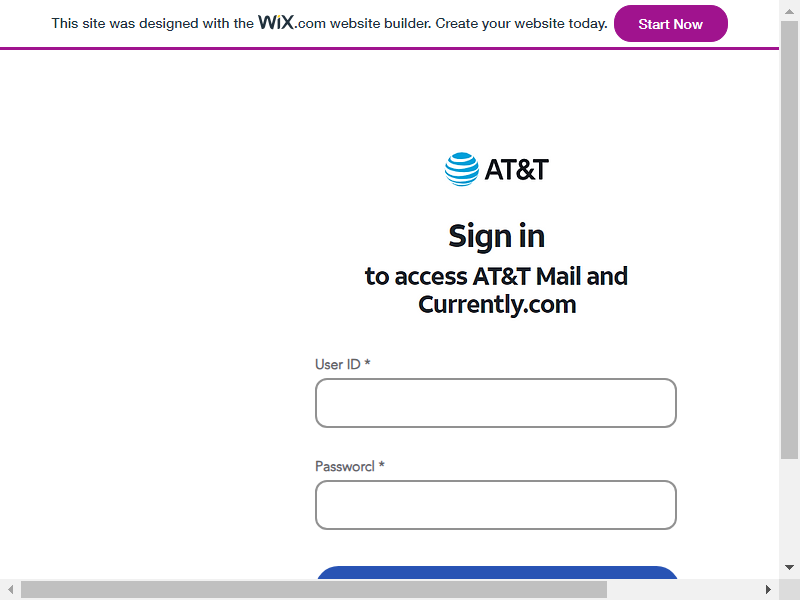 This site was designed with the WiX.com website builder. Create your website today. Start Now
AT&T
Sign in
to access AT&T Mail and
Currently.com
User ID *
Passworcl *